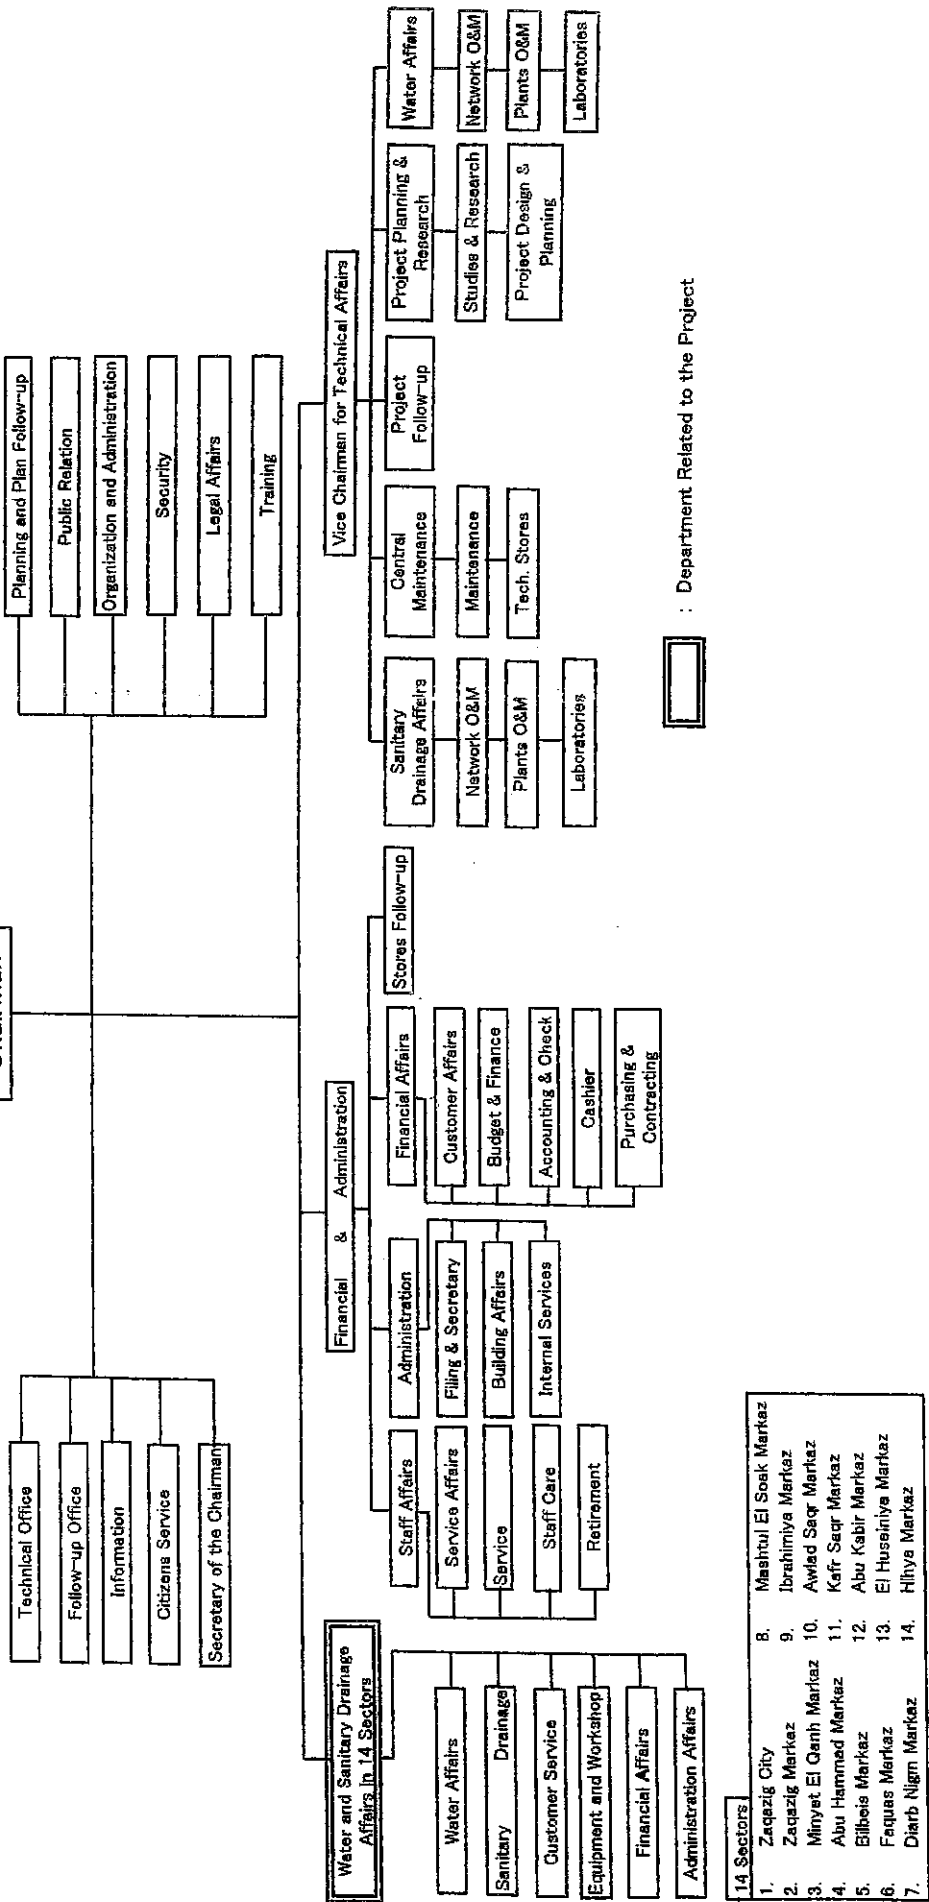 Technical Office
Follow-up Office
Information
Citizens Service
Secretary of the Chairman
Planning and Plan Follow-up
Public Relation
Organization and Administration
Security
Legal Affairs
Training
Water and Sanitary Drainage
Affairs in 14 Sectors
Water Affairs
Sanitary Drainage
Customer Service
Equipment and Workshop
Financial Affairs
Administration Affairs
Financial & Administration
Staff Affairs
Service Affairs
Service
Staff Care
Retirement
Administration
Filing & Secretary
Building Affairs
Internal Services
Financial Affairs
Customer Affairs
Budget & Finance
Accounting & Check
Cashier
Purchasing &
Contracting
Stores Follow-up
Vice Chairman for Technical Affairs
Sanitary
Drainage Affairs
Network O&M
Plants O&M
Laboratories
Central
Maintenance
Maintenance
Tech. Stores
Project
Follow-up
Project Planning &
Research
Studies & Research
Project Design &
Planning
Water Affairs
Network O&M
Plants O&M
Laboratories
: Department Related to the Project
14 Sectors
1. Zaqazig City
2. Zaqazig Markaz
3. Minyet El Qanh Markaz
4. Abu Hammad Markaz
5. Bilbeis Markaz
6. Faquas Markaz
7. Diarb Nigm Markaz
8. Mashtul El Soak Markaz
9. Ibrahimiya Markaz
10. Awlad Saqr Markaz
11. Kafr Saqr Markaz
12. Abu Kabir Markaz
13. El Huseiniya Markaz
14. Hihya Markaz